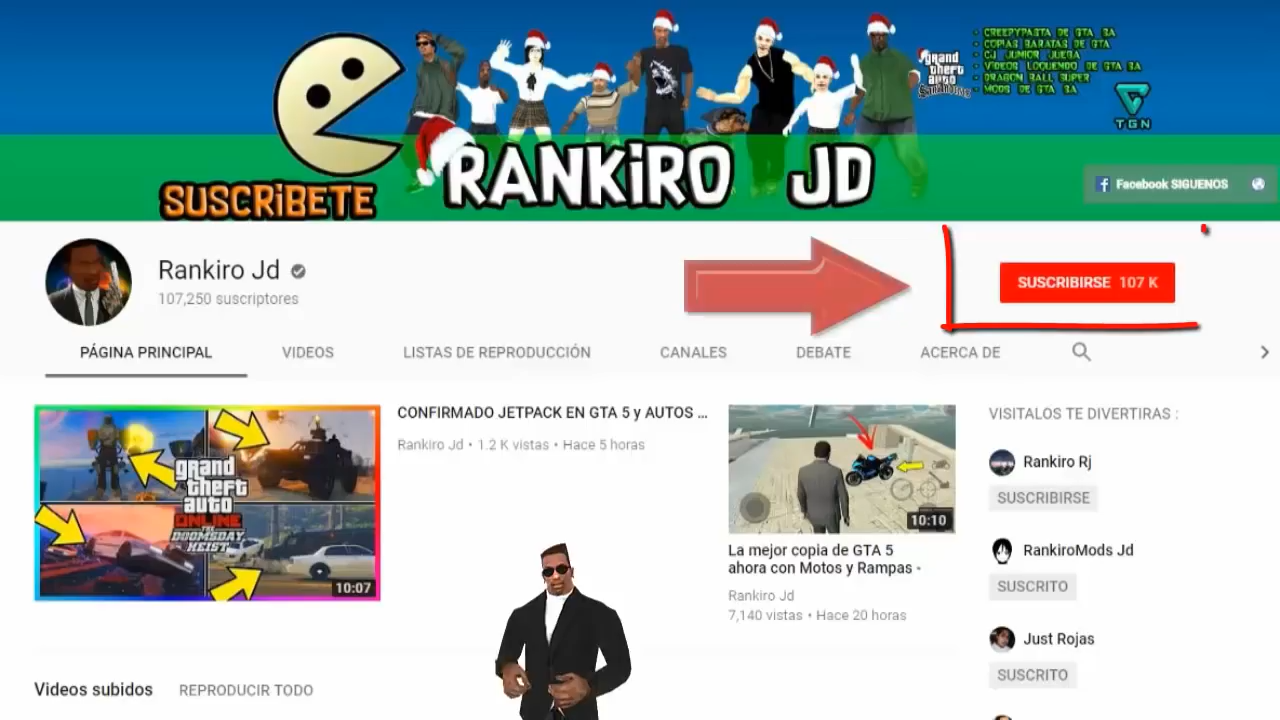 - CREEPYPASTA DE GTA SA
- COPIAS BARATAS DE GTA
- CJ JUNIOR JUEGA
- VIDEOS LOQUENDO DE GTA SA
- DRAGON BALL SUPER
- MODS DE GTA SA
grand
theft
auto
SanAndreas
TGN
RANKiRO JD
SUSCRiBETE
Facebook SIGUENOS
Rankiro Jd
107,250 suscriptores
SUSCRIBIRSE 107 K
PÁGINA PRINCIPAL
VIDEOS
LISTAS DE REPRODUCCIÓN
CANALES
DEBATE
ACERCA DE
grand
theft
auto
ONLINE
THE
DOOMSDAY
HEIST
10:07
CONFIRMADO JETPACK EN GTA 5 y AUTOS ...
Rankiro Jd • 1.2 K vistas • Hace 5 horas
10:10
La mejor copia de GTA 5
ahora con Motos y Rampas -
Rankiro Jd
7,140 vistas • Hace 20 horas
VISITALOS TE DIVERTIRAS :
Rankiro Rj
SUSCRIBIRSE
RankiroMods Jd
SUSCRITO
Just Rojas
SUSCRITO
Videos subidos
REPRODUCIR TODO